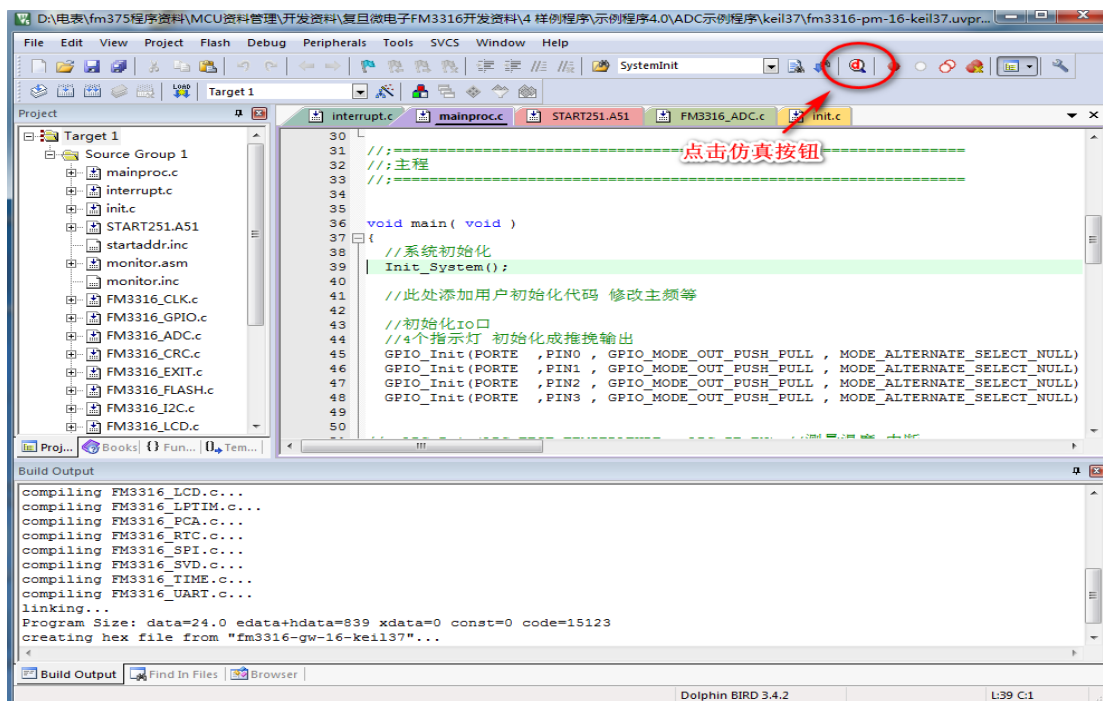 D:\电表\fm375程序资料\MCU资料管理\开发资料\复旦微电子FM3316开发资料\4 样例程序\示例程序4.0\ADC示例程序\keil37\fm3316-pm-16-keil37.uvpr...
File Edit View Project Flash Debug Peripherals Tools SVCS Window Help
SystemInit
LOAD Target 1
Project
interrupt.c mainproc.c START251.A51 FM3316_ADC.c init.c
Target 1
Source Group 1
mainproc.c
interrupt.c
init.c
START251.A51
startaddr.inc
monitor.asm
monitor.inc
FM3316_CLK.c
FM3316_GPIO.c
FM3316_ADC.c
FM3316_CRC.c
FM3316_EXIT.c
FM3316_FLASH.c
FM3316_I2C.c
FM3316_LCD.c
Proj... Books {} Fun... 0 Tem...
点击仿真按钮
30
31 //;================================================================
32 //;主程
33 //;================================================================
34
35
36 void main( void )
37 {
38 //系统初始化
39 Init_System();
40
41 //此处添加用户初始化代码 修改主频等
42
43 //初始化IO口
44 //4个指示灯 初始化成推挽输出
45 GPIO_Init(PORTE ,PIN0 , GPIO_MODE_OUT_PUSH_PULL , MODE_ALTERNATE_SELECT_NULL)
46 GPIO_Init(PORTE ,PIN1 , GPIO_MODE_OUT_PUSH_PULL , MODE_ALTERNATE_SELECT_NULL)
47 GPIO_Init(PORTE ,PIN2 , GPIO_MODE_OUT_PUSH_PULL , MODE_ALTERNATE_SELECT_NULL)
48 GPIO_Init(PORTE ,PIN3 , GPIO_MODE_OUT_PUSH_PULL , MODE_ALTERNATE_SELECT_NULL)
49
50
Build Output
compiling FM3316_LCD.c...
compiling FM3316_LPTIM.c...
compiling FM3316_PCA.c...
compiling FM3316_RTC.c...
compiling FM3316_SPI.c...
compiling FM3316_SVD.c...
compiling FM3316_TIME.c...
compiling FM3316_UART.c...
linking...
Program Size: data=24.0 edata+hdata=839 xdata=0 const=0 code=15123
creating hex file from "fm3316-gw-16-keil37"...
Build Output Find In Files Browser
Dolphin BIRD 3.4.2 L:39 C:1